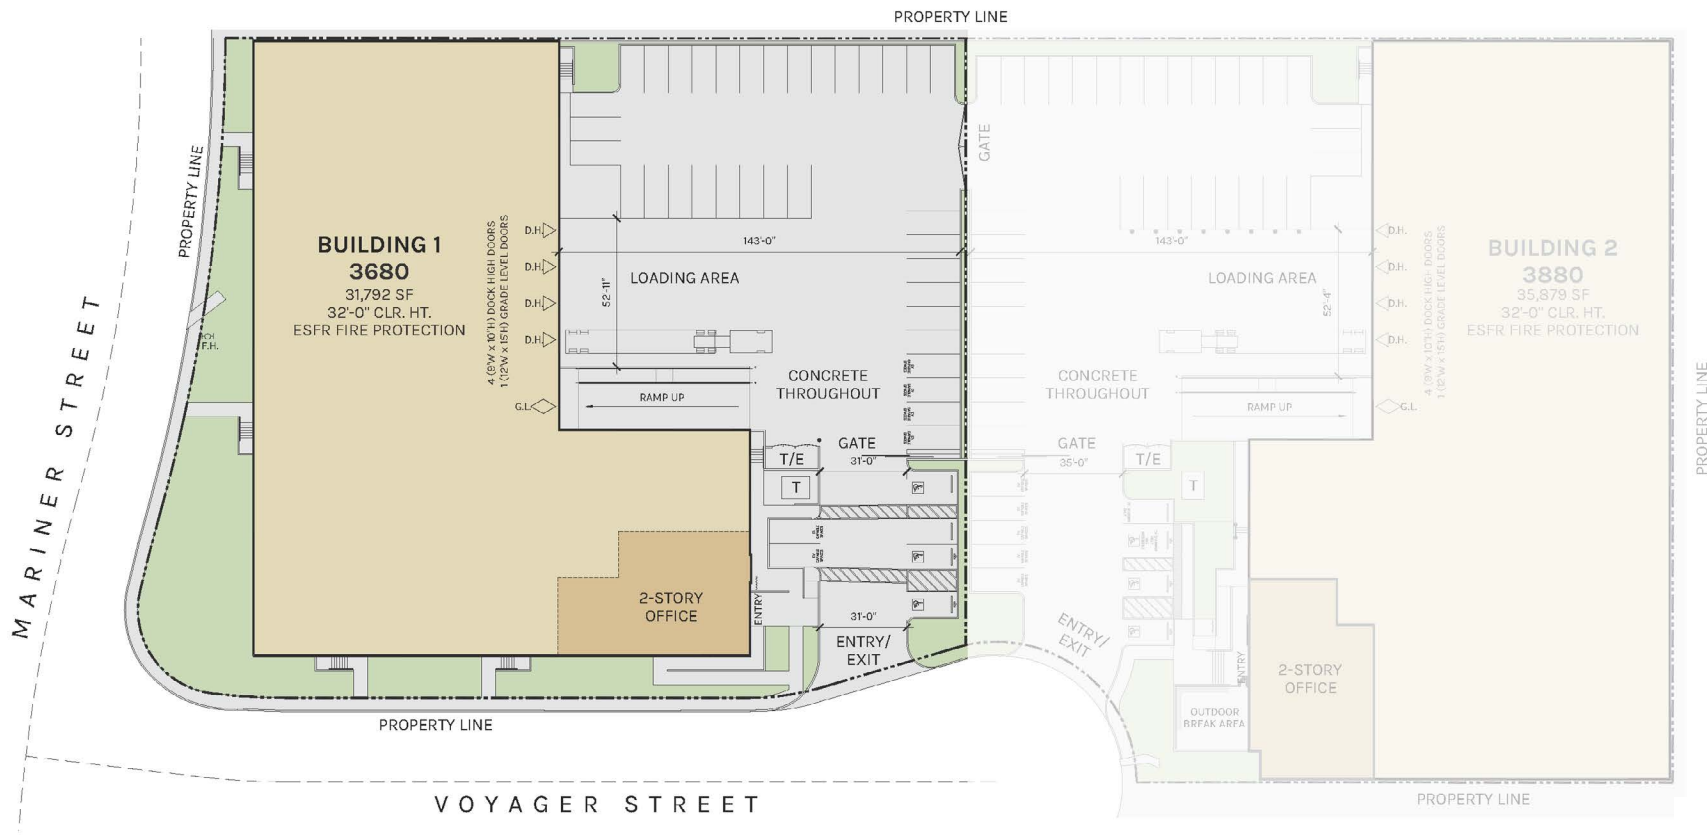 PROPERTY LINE
PROPERTY LINE
MARINER STREET
BUILDING 1
3680
31,792 SF
32'-0" CLR. HT.
ESFR FIRE PROTECTION
4 (9'W x 10'H) DOCK HIGH DOORS
1 (12'W x 15'H) GRADE LEVEL DOORS
D.H.
D.H.
D.H.
D.H.
G.L.
F.H.
143'-0"
52'-11"
LOADING AREA
CONCRETE
THROUGHOUT
RAMP UP
GATE
31'-0"
T/E
T
2-STORY
OFFICE
ENTRY
31'-0"
ENTRY/
EXIT
PROPERTY LINE
VOYAGER STREET
GATE
143'-0"
52'-4"
LOADING AREA
CONCRETE
THROUGHOUT
RAMP UP
GATE
35'-0"
T/E
T
D.H.
D.H.
D.H.
D.H.
G.L.
4 (9'W x 10'H) DOCK HIGH DOORS
1 (12'W x 15'H) GRADE LEVEL DOORS
BUILDING 2
3880
35,879 SF
32'-0" CLR. HT.
ESFR FIRE PROTECTION
PROPERTY LINE
ENTRY/
EXIT
ENTRY
2-STORY
OFFICE
OUTDOOR
BREAK AREA
PROPERTY LINE